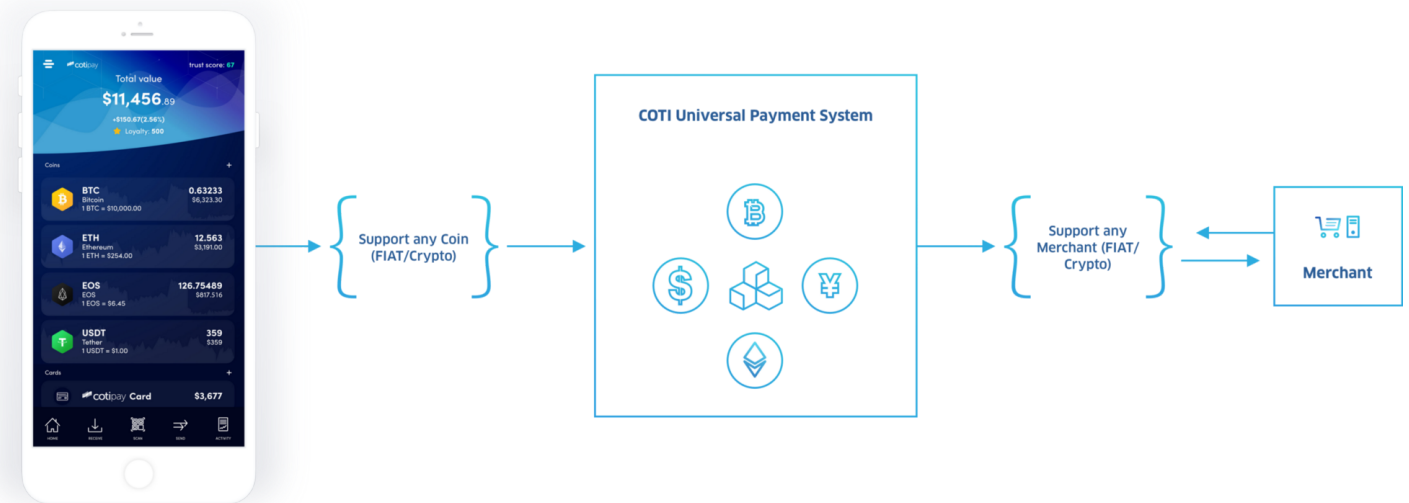 cotipay
trust score: 67
Total value
$11,456.89
+$150.67(2.56%)
Loyalty: 500
Coins +
BTC 0.63233
Bitcoin $6,323.30
1 BTC = $10,000.00
ETH 12.563
Ethereum $3,191.00
1 ETH = $254.00
EOS 126.75489
EOS $817.516
1 EOS = $6.45
USDT 359
Tether $359
1 USDT = $1.00
Cards +
cotipay Card $3,677
HOME RECEIVE SCAN SEND ACTIVITY
Support any Coin
(FIAT/Crypto)
COTI Universal Payment System
Support any
Merchant (FIAT/
Crypto)
Merchant